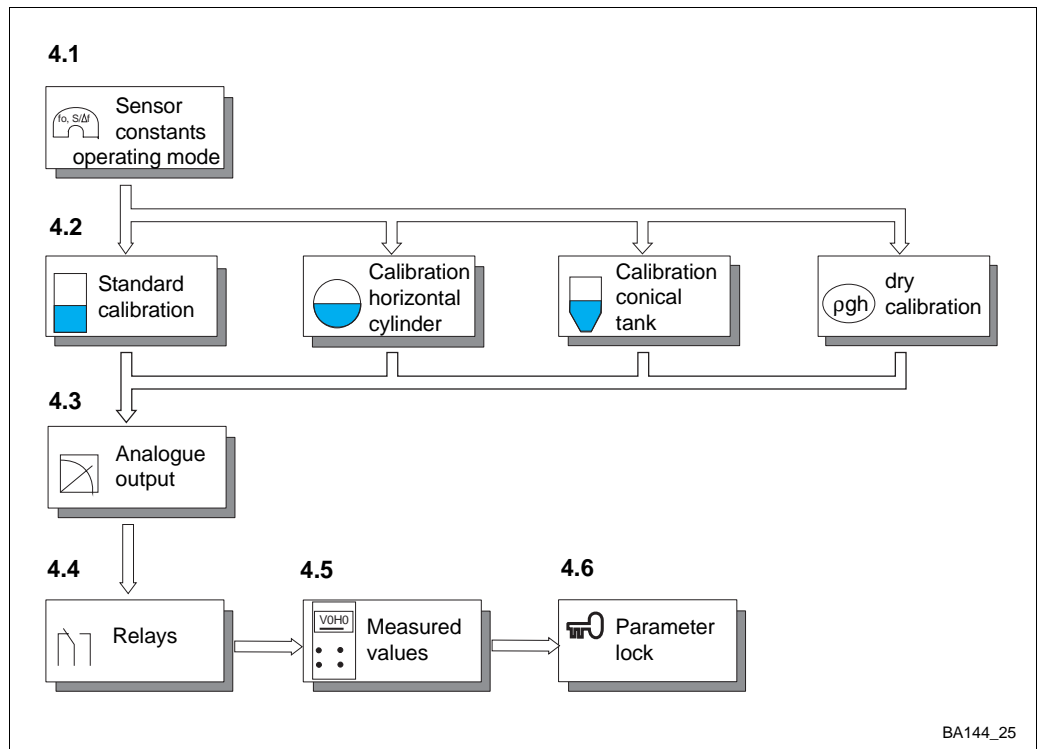 4.1
fo, S/Δf
Sensor
constants
operating mode
4.2
Standard
calibration
Calibration
horizontal
cylinder
Calibration
conical
tank
ρgh
dry
calibration
4.3
Analogue
output
4.4
Relays
4.5
V0H0
Measured
values
4.6
Parameter
lock
BA144_25